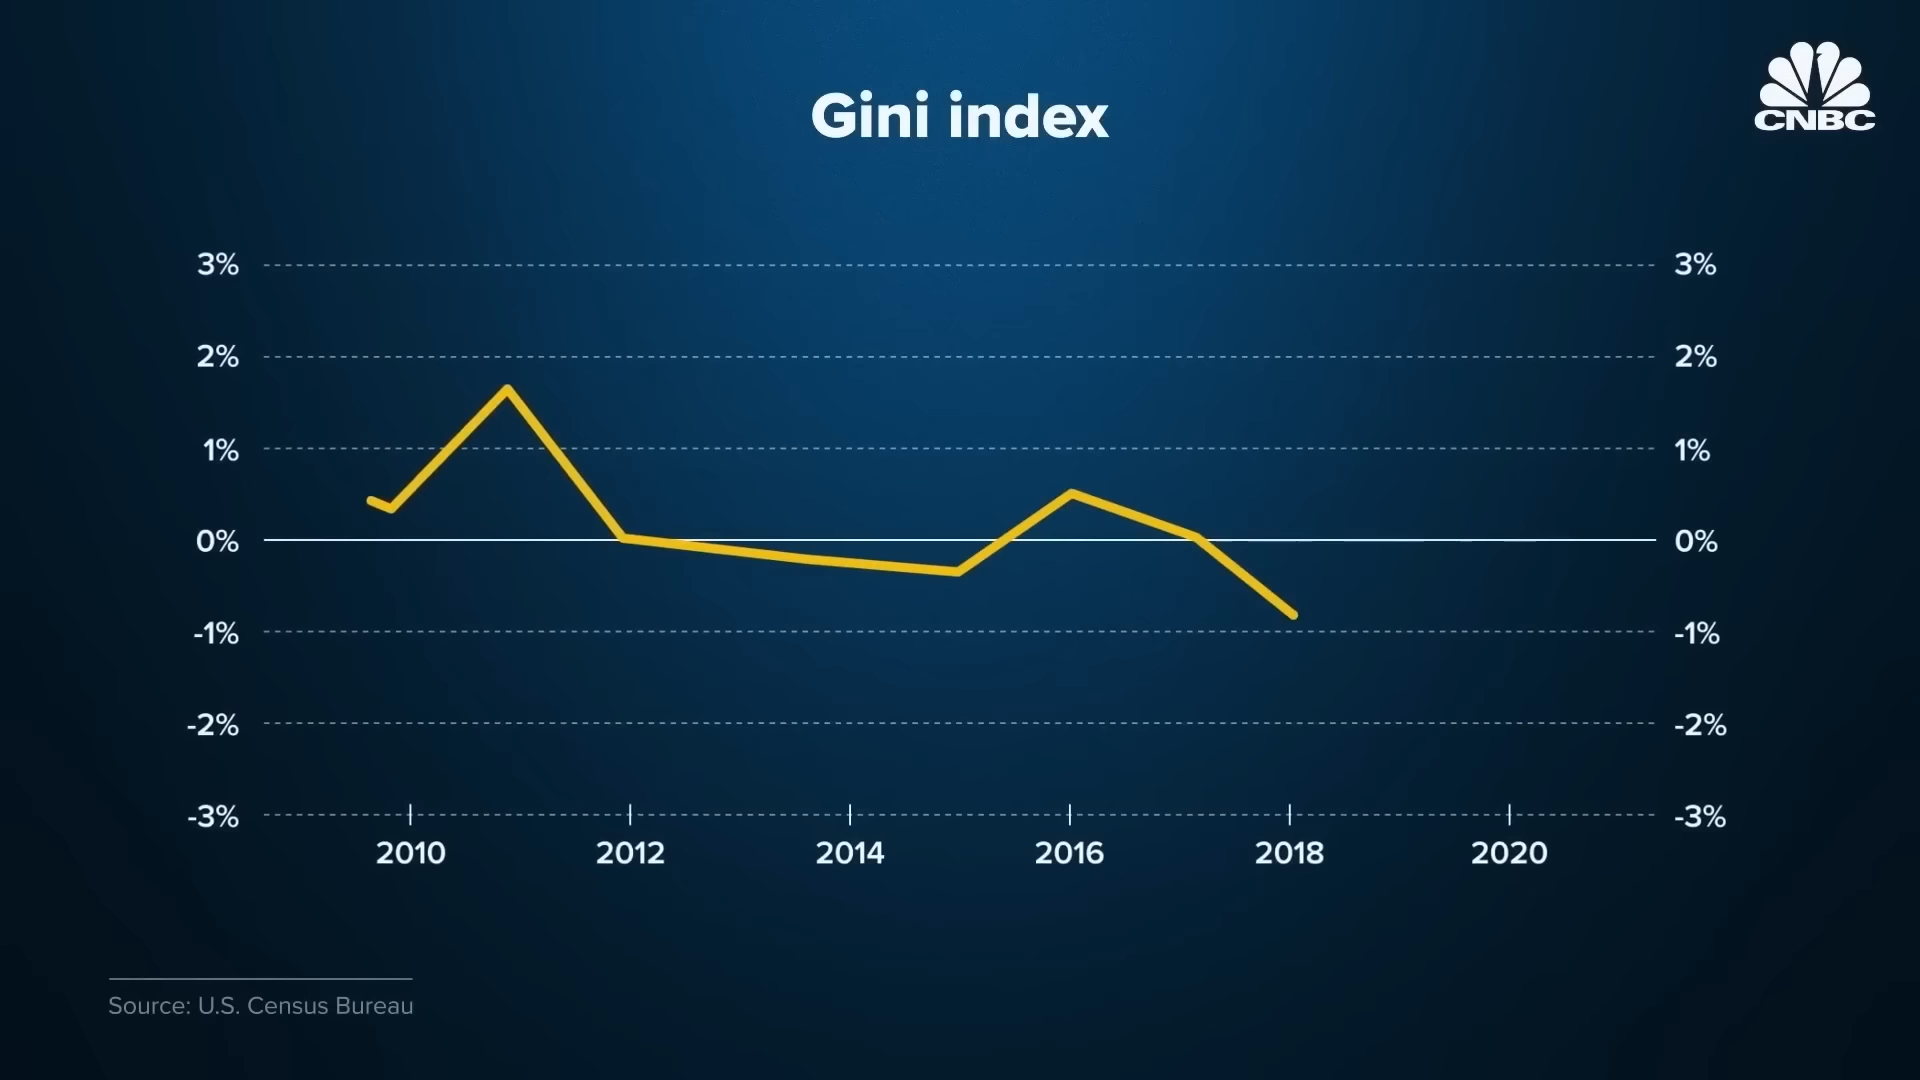 Gini index
CNBC
3% 3%
2% 2%
1% 1%
0% 0%
-1% -1%
-2% -2%
-3% -3%
2010 2012 2014 2016 2018 2020
Source: U.S. Census Bureau